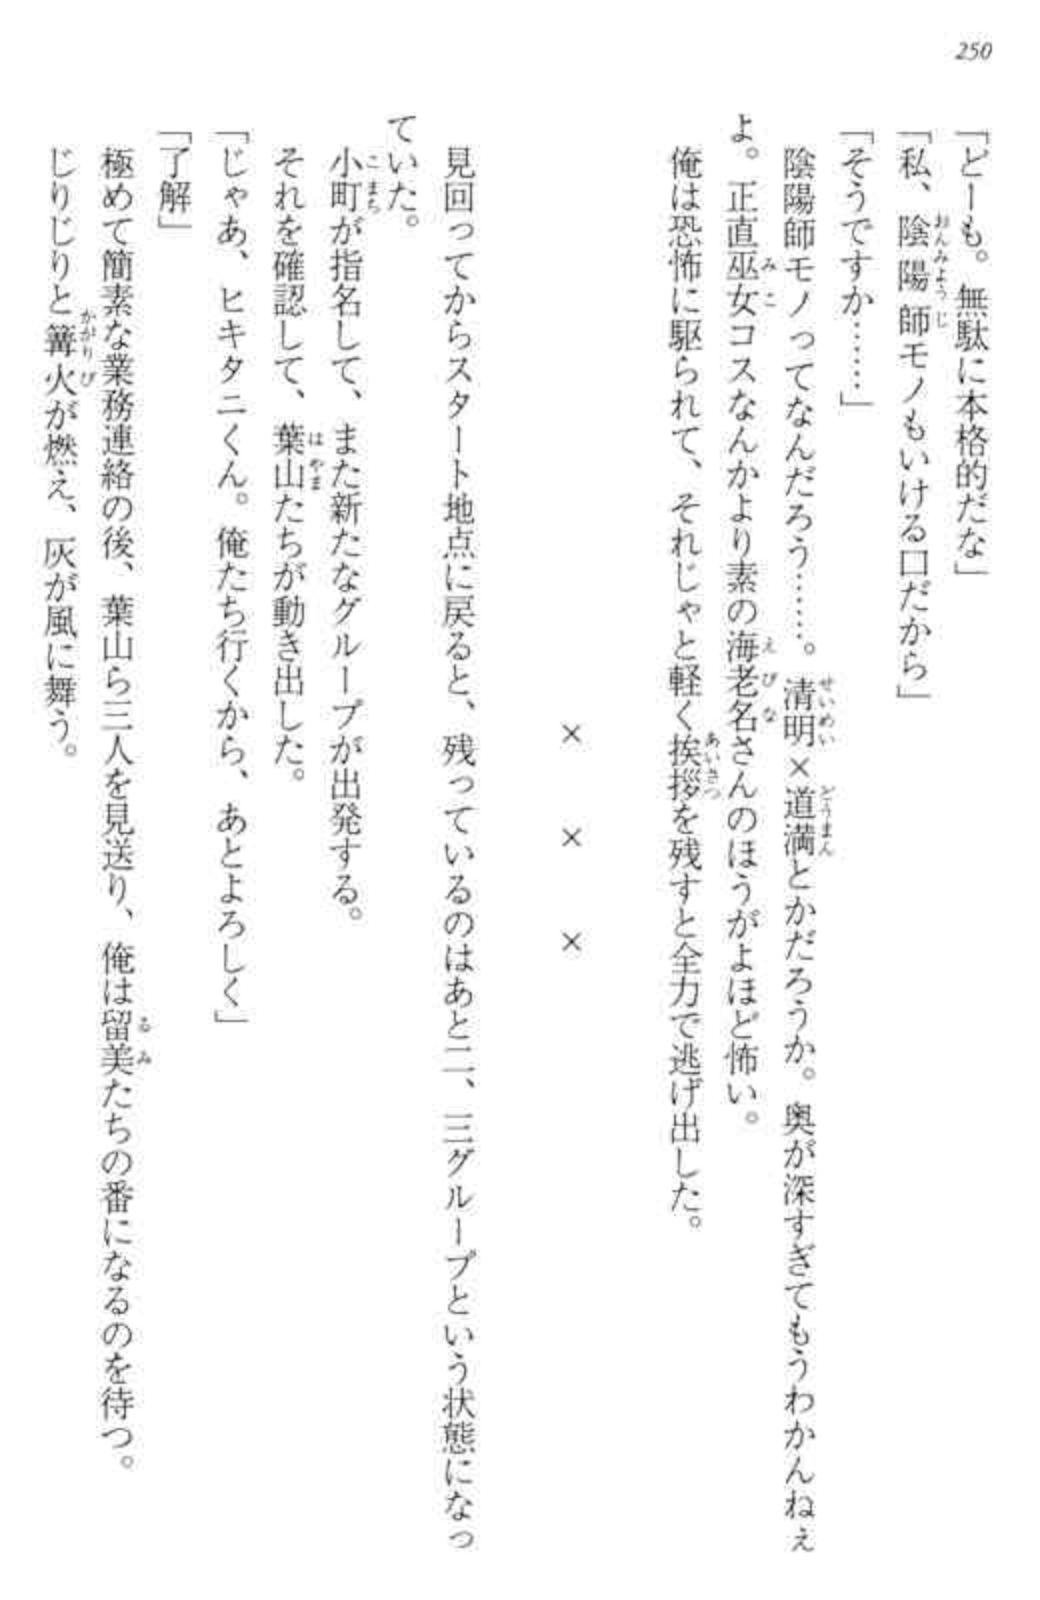 250
「どーも。無駄に本格的だな」
「私、陰陽師モノもいける口だから」
「そうですか……」
陰陽師モノってなんだろう……。清明×道満とかだろうか。奥が深すぎてもうわかんねぇ
よ。正直巫女コスなんかより素の海老名さんのほうがよほど怖い。
俺は恐怖に駆られて、それじゃと軽く挨拶を残すと全力で逃げ出した。
× × ×
見回ってからスタート地点に戻ると、残っているのはあと二、三グループという状態になっ
ていた。
小町が指名して、また新たなグループが出発する。
それを確認して、葉山たちが動き出した。
「じゃあ、ヒキタニくん。俺たち行くから、あとよろしく」
「了解」
極めて簡素な業務連絡の後、葉山ら三人を見送り、俺は留美たちの番になるのを待つ。
じりじりと篝火が燃え、灰が風に舞う。